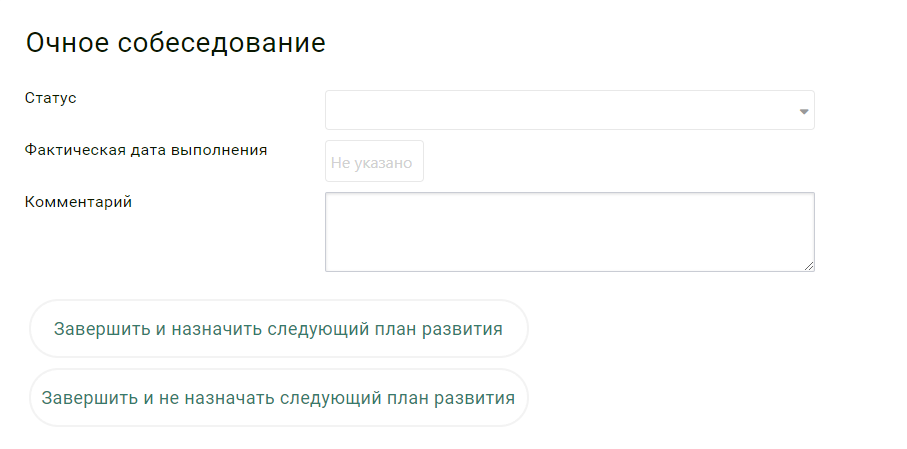 Очное собеседование
Статус
Фактическая дата выполнения
Не указано
Комментарий
Завершить и назначить следующий план развития
Завершить и не назначать следующий план развития